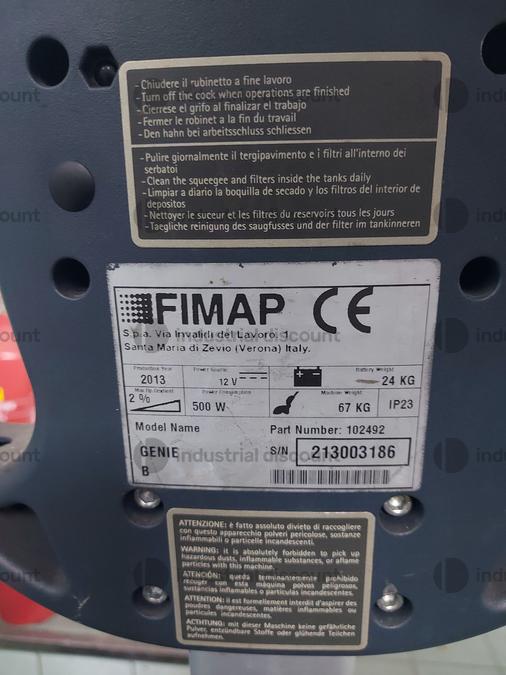 - Chiudere il rubinetto a fine lavoro
- Turn off the cock when operations are finished
- Cierrese el grifo al finalizar el trabajo
- Fermer le robinet a la fin du travail
- Den hahn bei arbeitsschluss schliessen
- Pulire giornalmente il tergipavimento e i filtri all'interno dei
serbatoi
- Clean the squeegee and filters inside the tanks daily
- Limpiar a diario la boquilla de secado y los filtros del interior de
depositos
- Nettoyer le suceur et les filtres du reservoirs tous les jours
- Taegliche reinigung des saugfusses und der filter im tankinneren
FIMAP CE
S.p.a. Via Invalidi del Lavoro, 1
Santa Maria di Zevio (Verona) Italy.
Production Year
2013
Power Source
12 V
Battery Weight
24 KG
2 %
500 W
Machine Weight
67 KG
IP23
Model Name
Part Number: 102492
GENIE
B
S/N 213003186
industrial discount
ATTENZIONE: è fatto assoluto divieto di raccogliere
con questo apparecchio polveri pericolose, sostanze
infiammabili o particelle incandescenti.
WARNING: it is absolutely forbidden to pick up
hazardous dusts, inflammable substances, or aflame
particles with this machine.
ATENCIÓN: queda terminantemente prohibido
recoger con esta máquina polvos peligrosos,
sustancias inflamables o partículas incandescentes.
ATTENTION: il est formellement interdit d'aspirer des
poudres dangereuses, matières inflammables ou
particules incandescentes.
ACHTUNG: mit dieser Maschine keine gefährliche
Pulver, entzündbare Stoffe oder glühende Teilchen
aufnehmen.